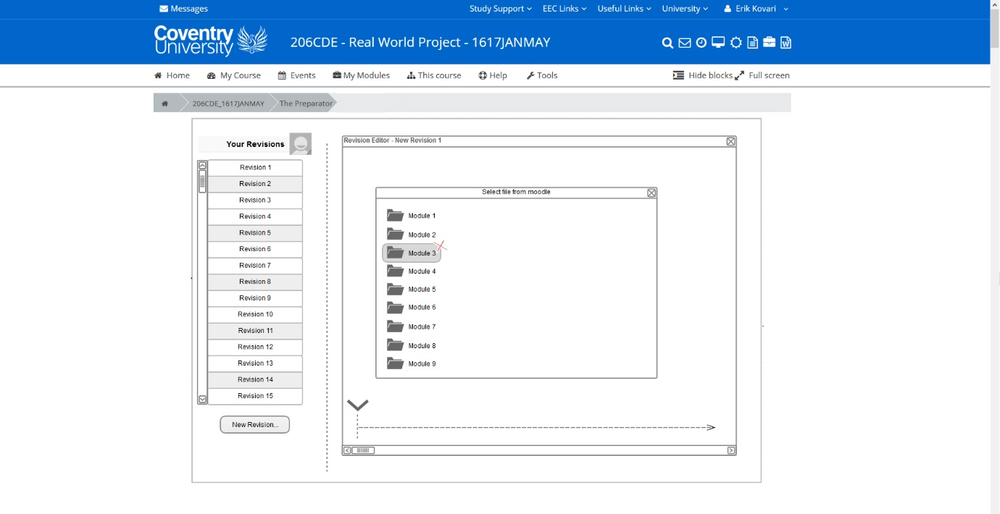 Messages
Study Support EEC Links Useful Links University Erik Kovari
Coventry University
206CDE - Real World Project - 1617JANMAY
Home My Course Events My Modules This course Help Tools Hide blocks Full screen
206CDE_1617JANMAY The Preparator
Your Revisions
Revision 1
Revision 2
Revision 3
Revision 4
Revision 5
Revision 6
Revision 7
Revision 8
Revision 9
Revision 10
Revision 11
Revision 12
Revision 13
Revision 14
Revision 15
New Revision...
Revision Editor - New Revision 1
Select file from moodle
Module 1
Module 2
Module 3
Module 4
Module 5
Module 6
Module 7
Module 8
Module 9